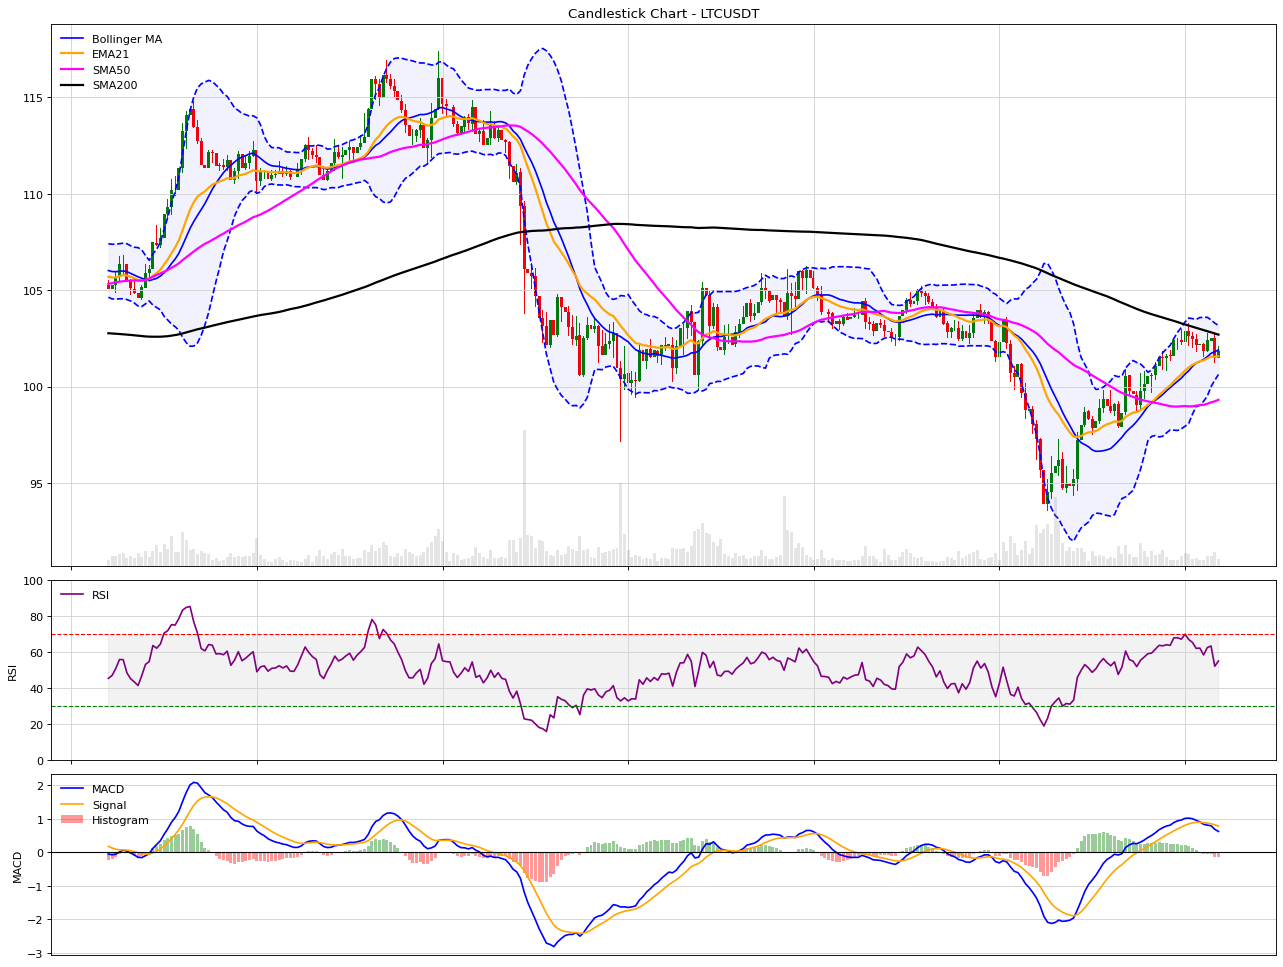 Candlestick Chart - LTCUSDT
Bollinger MA
EMA21
SMA50
SMA200
115
110
105
100
95
RSI
100
80
60
40
20
0
RSI
MACD
Signal
Histogram
2
1
0
−1
−2
−3
MACD